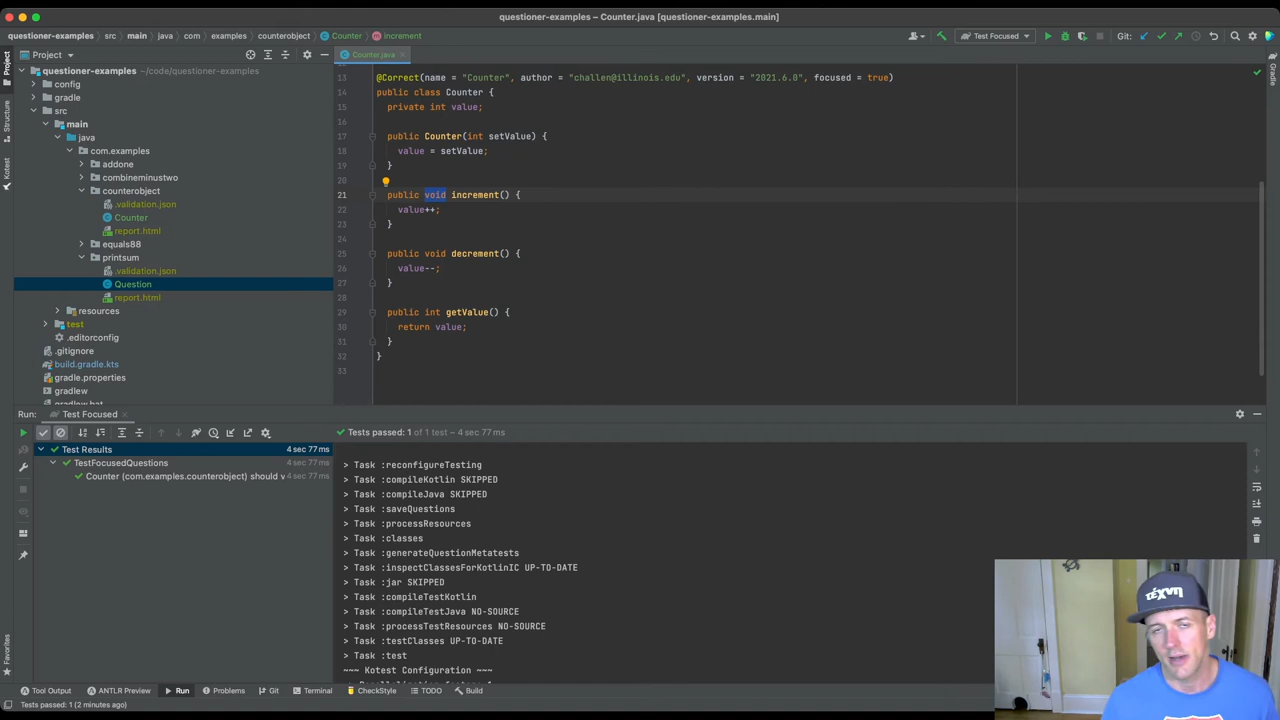 questioner-examples – Counter.java [questioner-examples.main]
questioner-examples src main java com examples counterobject Counter increment Test Focused Git:
Project
Counter.java
questioner-examples ~/code/questioner-examples
config
gradle
src
main
java
com.examples
addone
combineminustwo
counterobject
.validation.json
Counter
report.html
equals88
printsum
.validation.json
Question
report.html
resources
test
.editorconfig
.gitignore
build.gradle.kts
gradle.properties
gradlew
gradlew.bat
Project
Structure
Kotest
Favorites
Gradle
13 @Correct(name = "Counter", author = "challen@illinois.edu", version = "2021.6.0", focused = true)
14 public class Counter {
15 private int value;
16
17 public Counter(int setValue) {
18 value = setValue;
19 }
20
21 public void increment() {
22 value++;
23 }
24
25 public void decrement() {
26 value--;
27 }
28
29 public int getValue() {
30 return value;
31 }
32 }
33
Run: Test Focused
Tests passed: 1 of 1 test – 4 sec 77 ms
Test Results 4 sec 77 ms
TestFocusedQuestions 4 sec 77 ms
Counter (com.examples.counterobject) should v 4 sec 77 ms
> Task :reconfigureTesting
> Task :compileKotlin SKIPPED
> Task :compileJava SKIPPED
> Task :saveQuestions
> Task :processResources
> Task :classes
> Task :generateQuestionMetatests
> Task :inspectClassesForKotlinIC UP-TO-DATE
> Task :jar SKIPPED
> Task :compileTestKotlin
> Task :compileTestJava NO-SOURCE
> Task :processTestResources NO-SOURCE
> Task :testClasses UP-TO-DATE
> Task :test
~~~ Kotest Configuration ~~~
τέχνη
Tool Output ANTLR Preview Run Problems Git Terminal CheckStyle TODO Build
Tests passed: 1 (2 minutes ago)